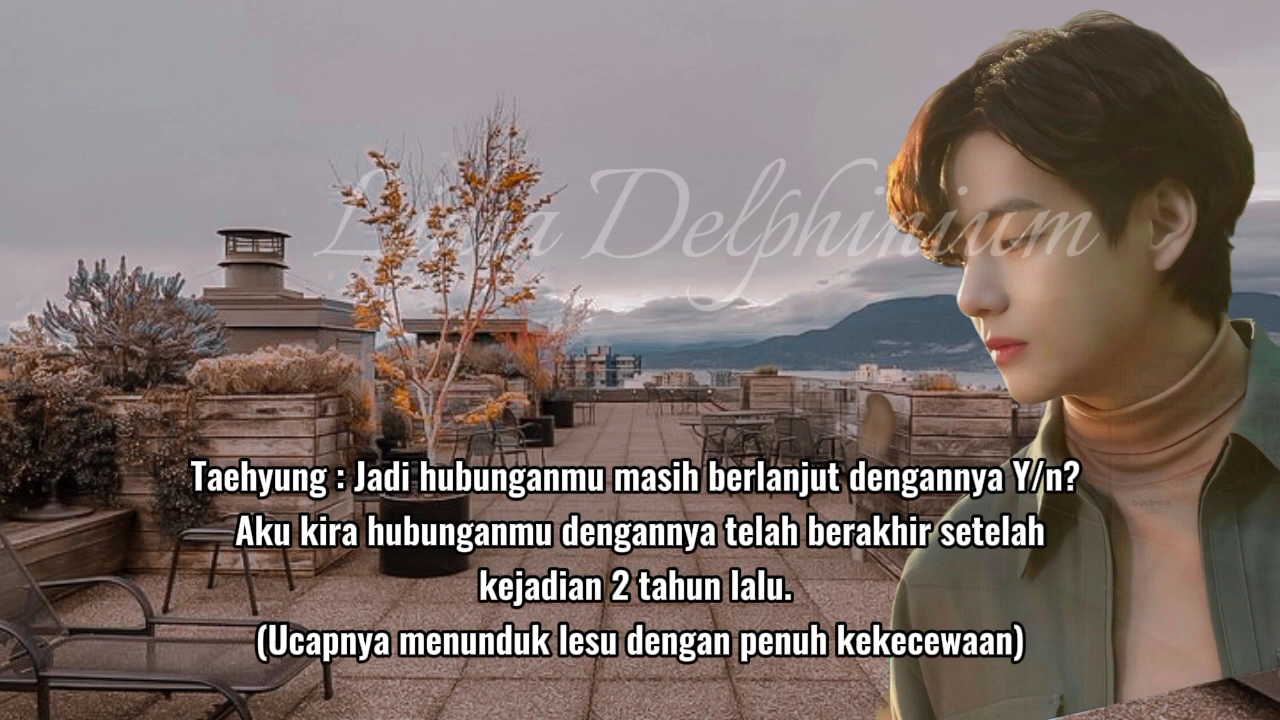 Delphinium
Taehyung : Jadi hubunganmu masih berlanjut dengannya Y/n?
Aku kira hubunganmu dengannya telah berakhir setelah
kejadian 2 tahun lalu.
(Ucapnya menunduk lesu dengan penuh kekecewaan)